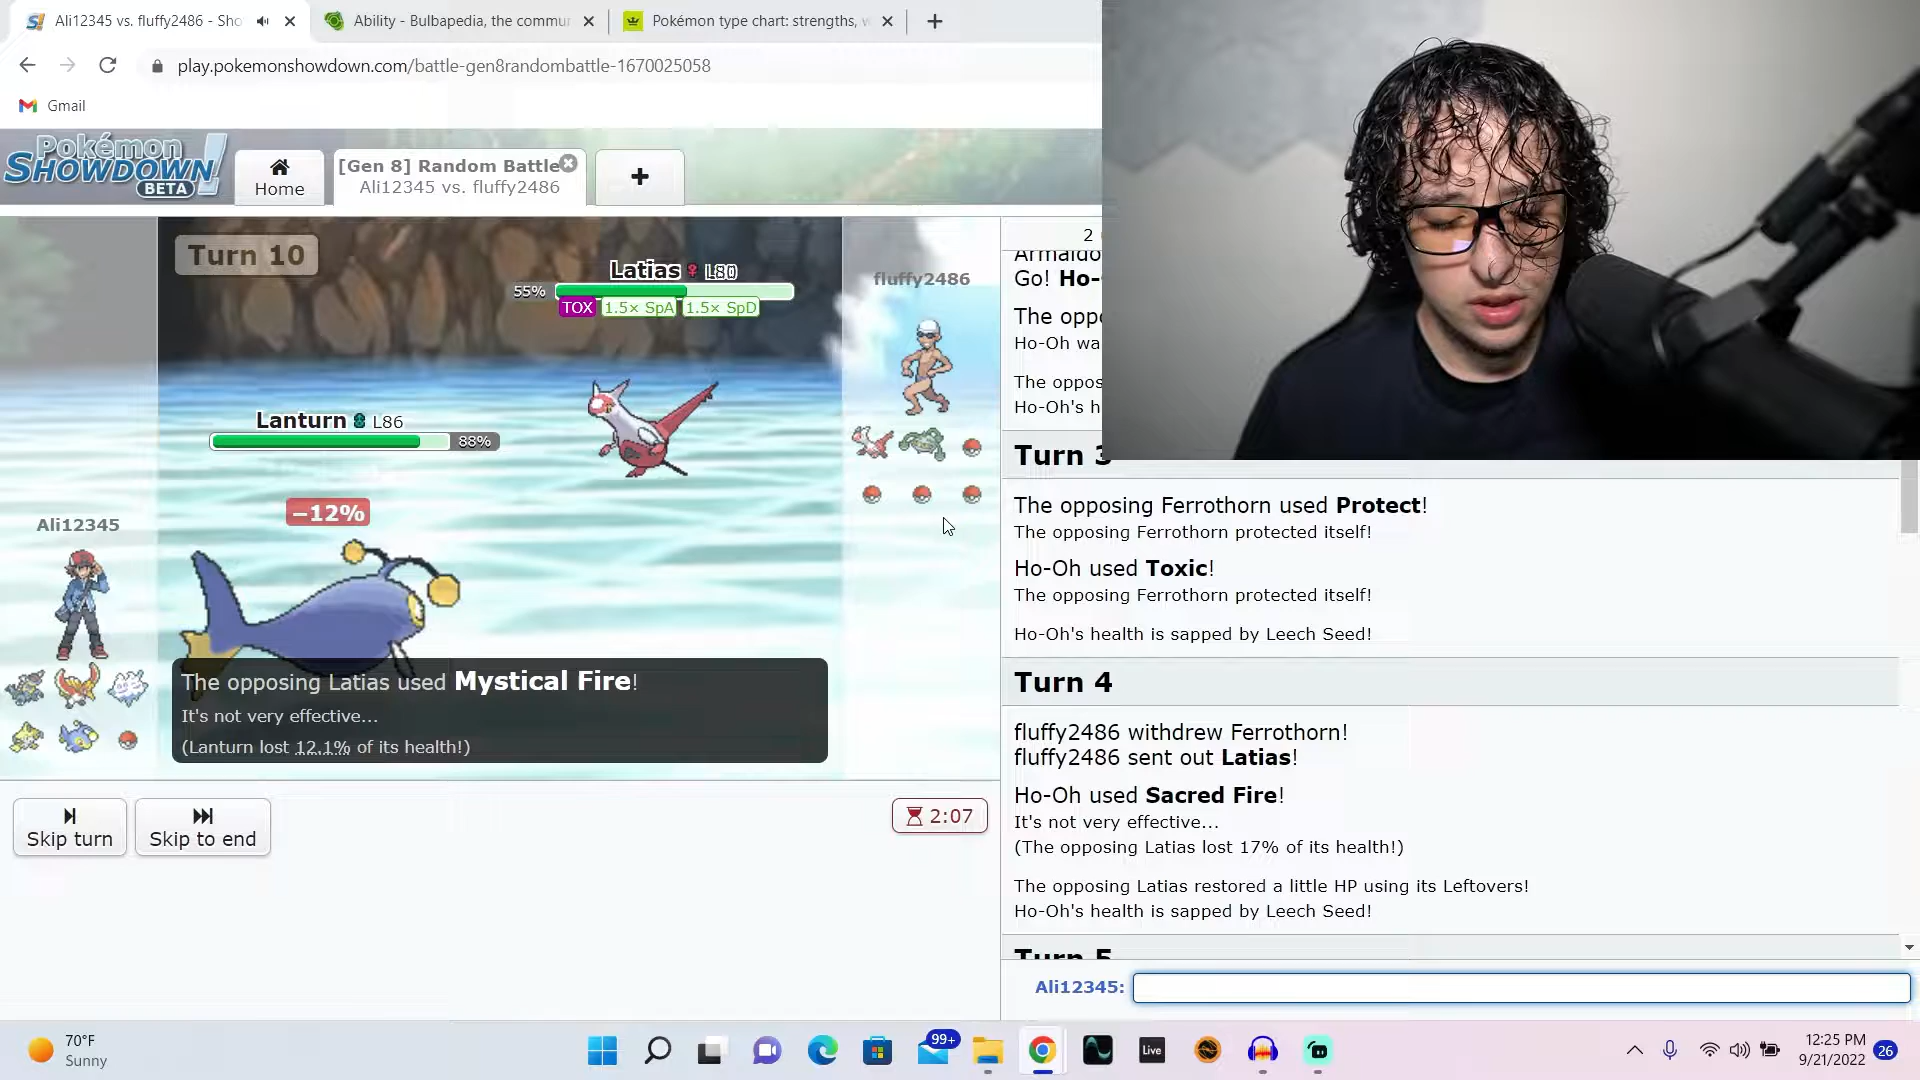 Ali12345 vs. fluffy2486 - Sho
Ability - Bulbapedia, the commun
Pokémon type chart: strengths, w
play.pokemonshowdown.com/battle-gen8randombattle-1670025058
Gmail
Pokémon
SHOWDOWN!
BETA
Home
[Gen 8] Random Battle
Ali12345 vs. fluffy2486
Turn 10
Latias L80
55%
TOX 1.5× SpA 1.5× SpD
fluffy2486
Lanturn L86
88%
−12%
Ali12345
The opposing Latias used Mystical Fire!
It's not very effective...
(Lanturn lost 12.1% of its health!)
Skip turn
Skip to end
2:07
2
Armaldo
Go! Ho-
The oppo
Ho-Oh wa
The oppos
Ho-Oh's h
Turn 3
The opposing Ferrothorn used Protect!
The opposing Ferrothorn protected itself!
Ho-Oh used Toxic!
The opposing Ferrothorn protected itself!
Ho-Oh's health is sapped by Leech Seed!
Turn 4
fluffy2486 withdrew Ferrothorn!
fluffy2486 sent out Latias!
Ho-Oh used Sacred Fire!
It's not very effective...
(The opposing Latias lost 17% of its health!)
The opposing Latias restored a little HP using its Leftovers!
Ho-Oh's health is sapped by Leech Seed!
Turn 5
Ali12345:
70°F
Sunny
99+
Live
12:25 PM
9/21/2022
26